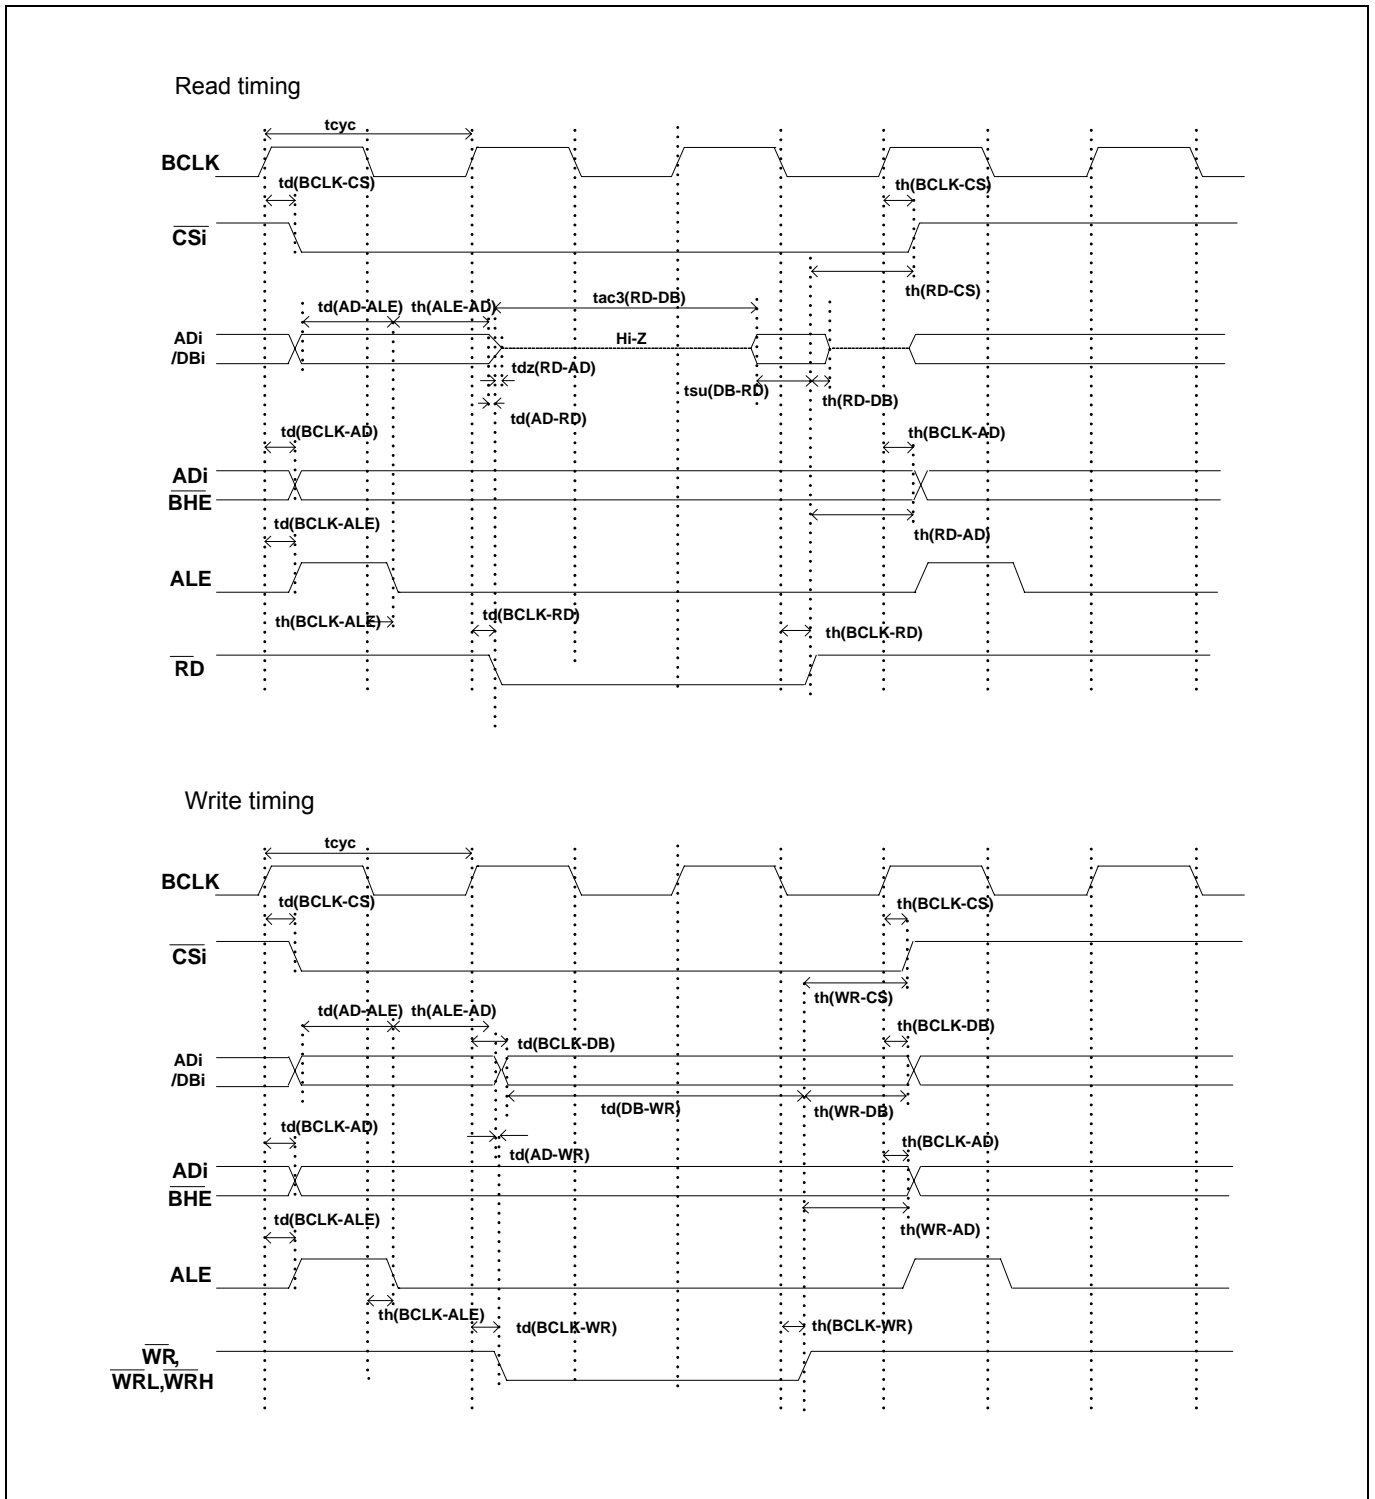 Read timing
tcyc
BCLK
td(BCLK-CS)
th(BCLK-CS)
CSi
th(RD-CS)
td(AD-ALE)
th(ALE-AD)
tac3(RD-DB)
ADi
/DBi
Hi-Z
tdz(RD-AD)
tsu(DB-RD)
th(RD-DB)
td(AD-RD)
td(BCLK-AD)
th(BCLK-AD)
ADi
BHE
td(BCLK-ALE)
th(RD-AD)
ALE
th(BCLK-ALE)
td(BCLK-RD)
th(BCLK-RD)
RD
Write timing
tcyc
BCLK
td(BCLK-CS)
th(BCLK-CS)
CSi
th(WR-CS)
td(AD-ALE)
th(ALE-AD)
td(BCLK-DB)
th(BCLK-DB)
ADi
/DBi
td(DB-WR)
th(WR-DB)
td(BCLK-AD)
td(AD-WR)
th(BCLK-AD)
ADi
BHE
td(BCLK-ALE)
th(WR-AD)
ALE
th(BCLK-ALE)
td(BCLK-WR)
th(BCLK-WR)
WR,
WRL,WRH